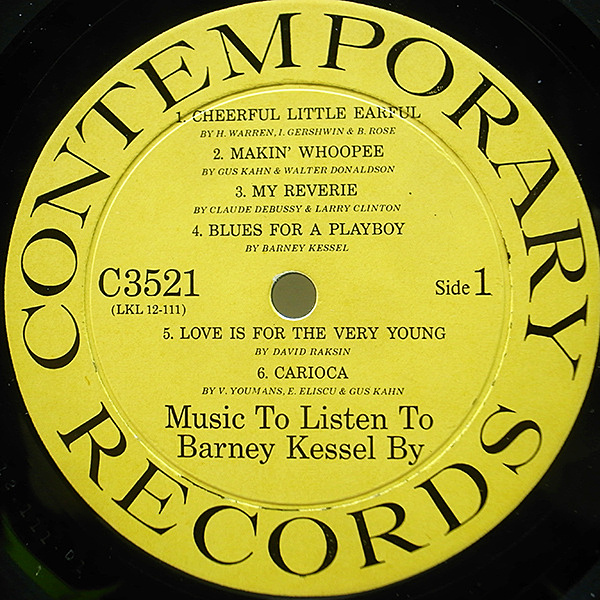 CONTEMPORARY
1. CHEERFUL LITTLE EARFUL
BY H. WARREN, I. GERSHWIN & B. ROSE
2. MAKIN' WHOOPEE
BY GUS KAHN & WALTER DONALDSON
3. MY REVERIE
BY CLAUDE DEBUSSY & LARRY CLINTON
4. BLUES FOR A PLAYBOY
BY BARNEY KESSEL
C3521
(LKL 12-111)
Side 1
5. LOVE IS FOR THE VERY YOUNG
BY DAVID RAKSIN
6. CARIOCA
BY V. YOUMANS, E. ELISCU & GUS KAHN
Music To Listen To
Barney Kessel By
RECORDS